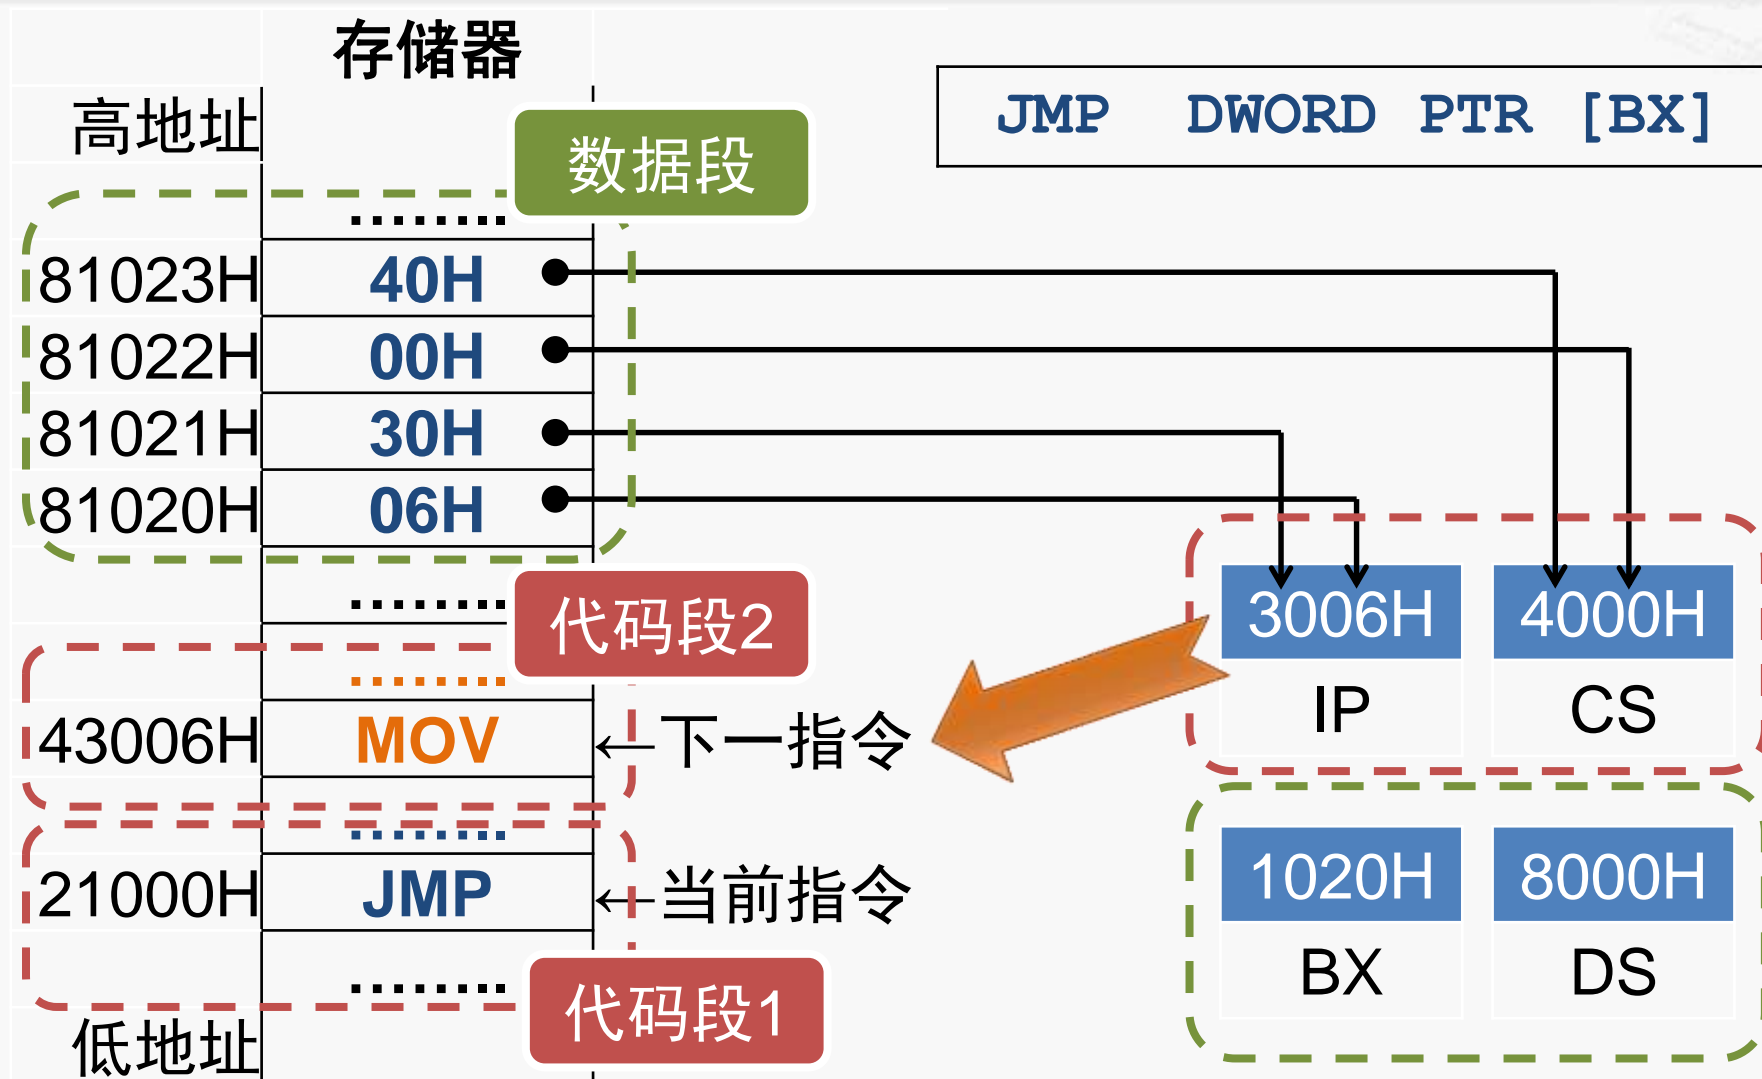 存储器
JMP DWORD PTR [BX]
高地址
数据段
........
81023H 40H
81022H 00H
81021H 30H
81020H 06H
........
代码段2
3006H 4000H
........
IP CS
43006H MOV ←下一指令
........
21000H JMP ←当前指令
1020H 8000H
BX DS
........
代码段1
低地址